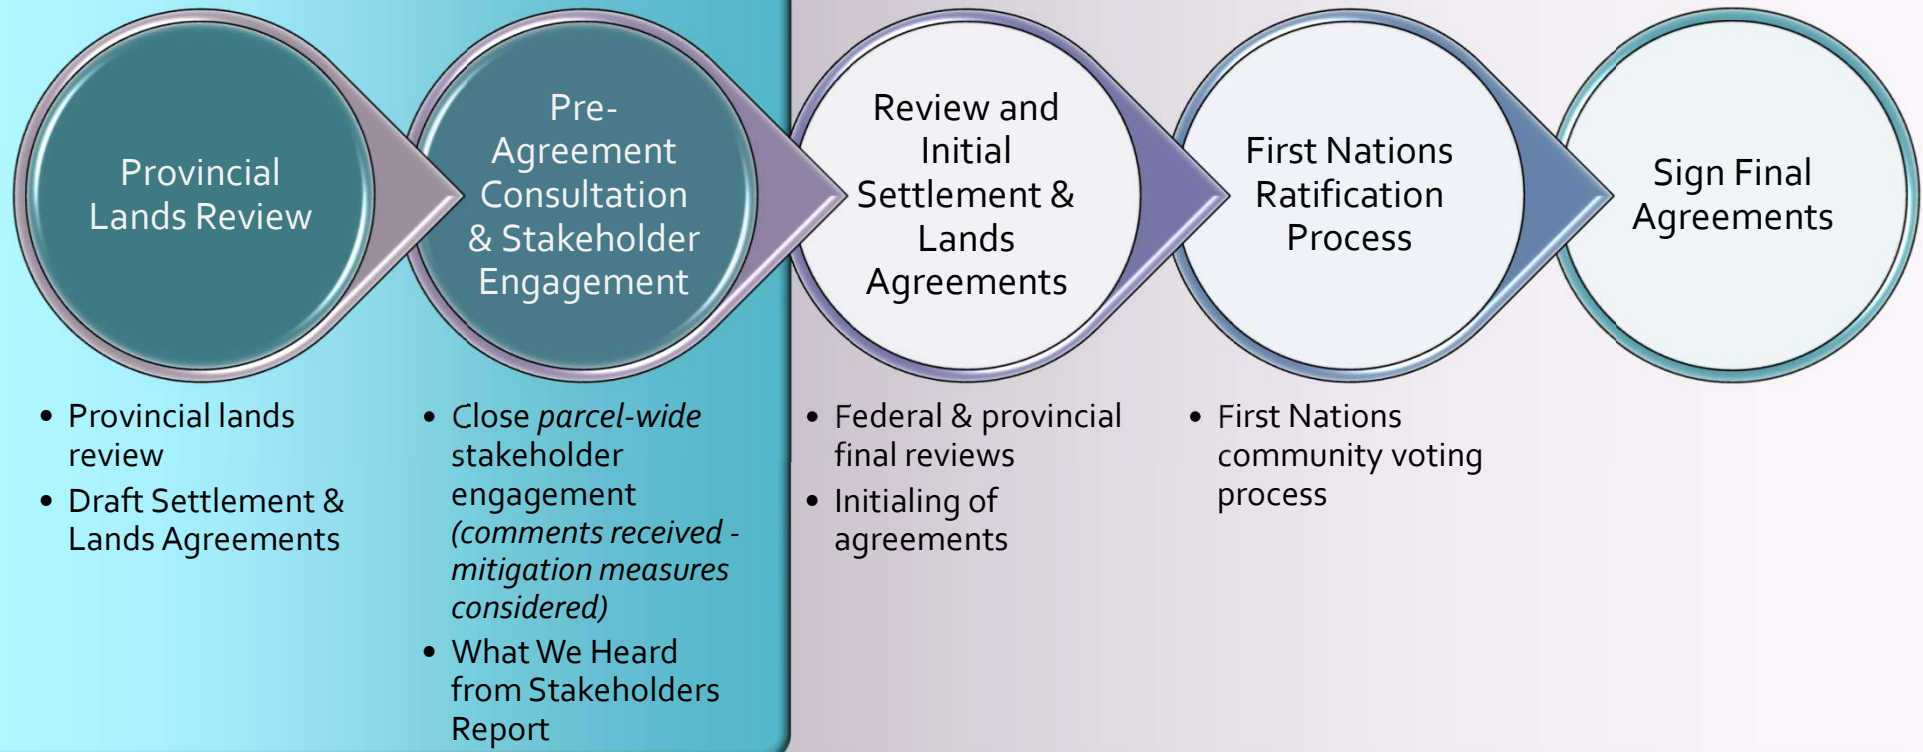 Provincial
Lands Review
Pre-
Agreement
Consultation
& Stakeholder
Engagement
Review and
Initial
Settlement &
Lands
Agreements
First Nations
Ratification
Process
Sign Final
Agreements
• Provincial lands
review
• Draft Settlement &
Lands Agreements
• Close parcel-wide
stakeholder
engagement
(comments received -
mitigation measures
considered)
• What We Heard
from Stakeholders
Report
• Federal & provincial
final reviews
• Initialing of
agreements
• First Nations
community voting
process